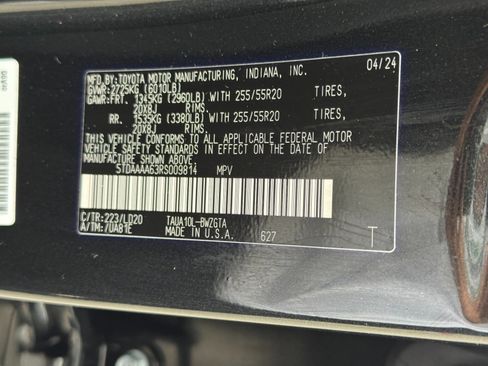 MFD. BY: TOYOTA MOTOR MANUFACTURING, INDIANA, INC. 04/24
GVWR: 2725KG (6010LB)
GAWR: FRT. 1345KG (2960LB) WITH 255/55R20 TIRES,
20X8J RIMS.
RR. 1535KG (3380LB) WITH 255/55R20 TIRES,
20X8J RIMS.
THIS VEHICLE CONFORMS TO ALL APPLICABLE FEDERAL MOTOR
VEHICLE SAFETY STANDARDS IN EFFECT ON THE DATE OF
MANUFACTURE SHOWN ABOVE.
5TDAAAA63RS009814 MPV
C/TR: 223/LD20 TAUA10L-BWZGTA
A/TM: 7UA81E MADE IN U.S.A. 627 T